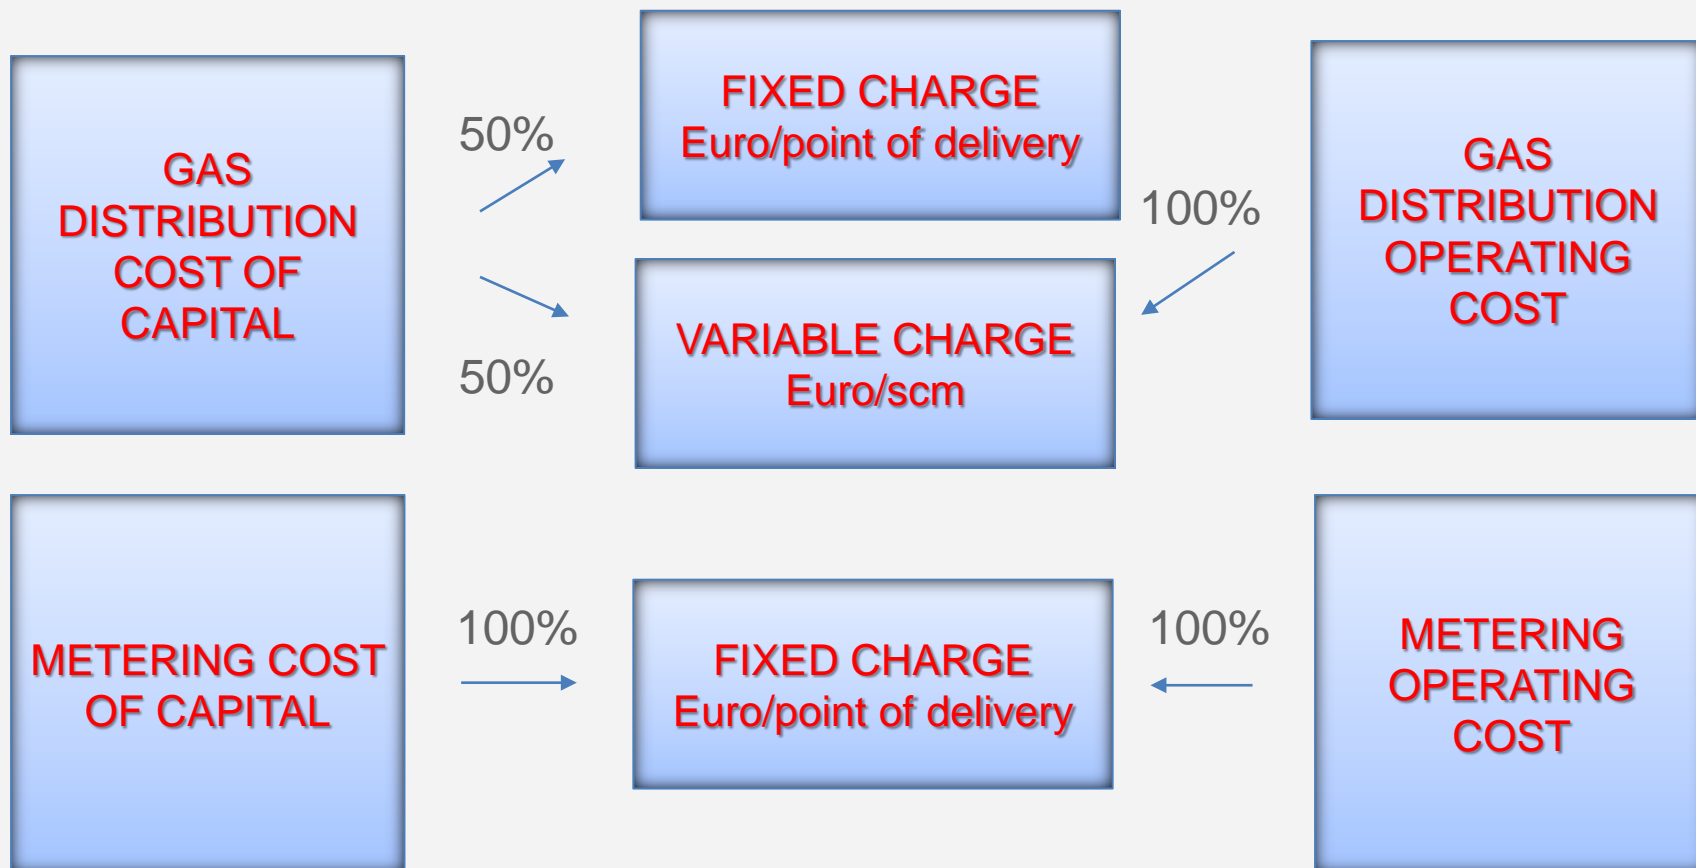 GAS
DISTRIBUTION
COST OF
CAPITAL
50%
50%
FIXED CHARGE
Euro/point of delivery
VARIABLE CHARGE
Euro/scm
100%
GAS
DISTRIBUTION
OPERATING
COST
METERING COST
OF CAPITAL
100%
FIXED CHARGE
Euro/point of delivery
100%
METERING
OPERATING
COST